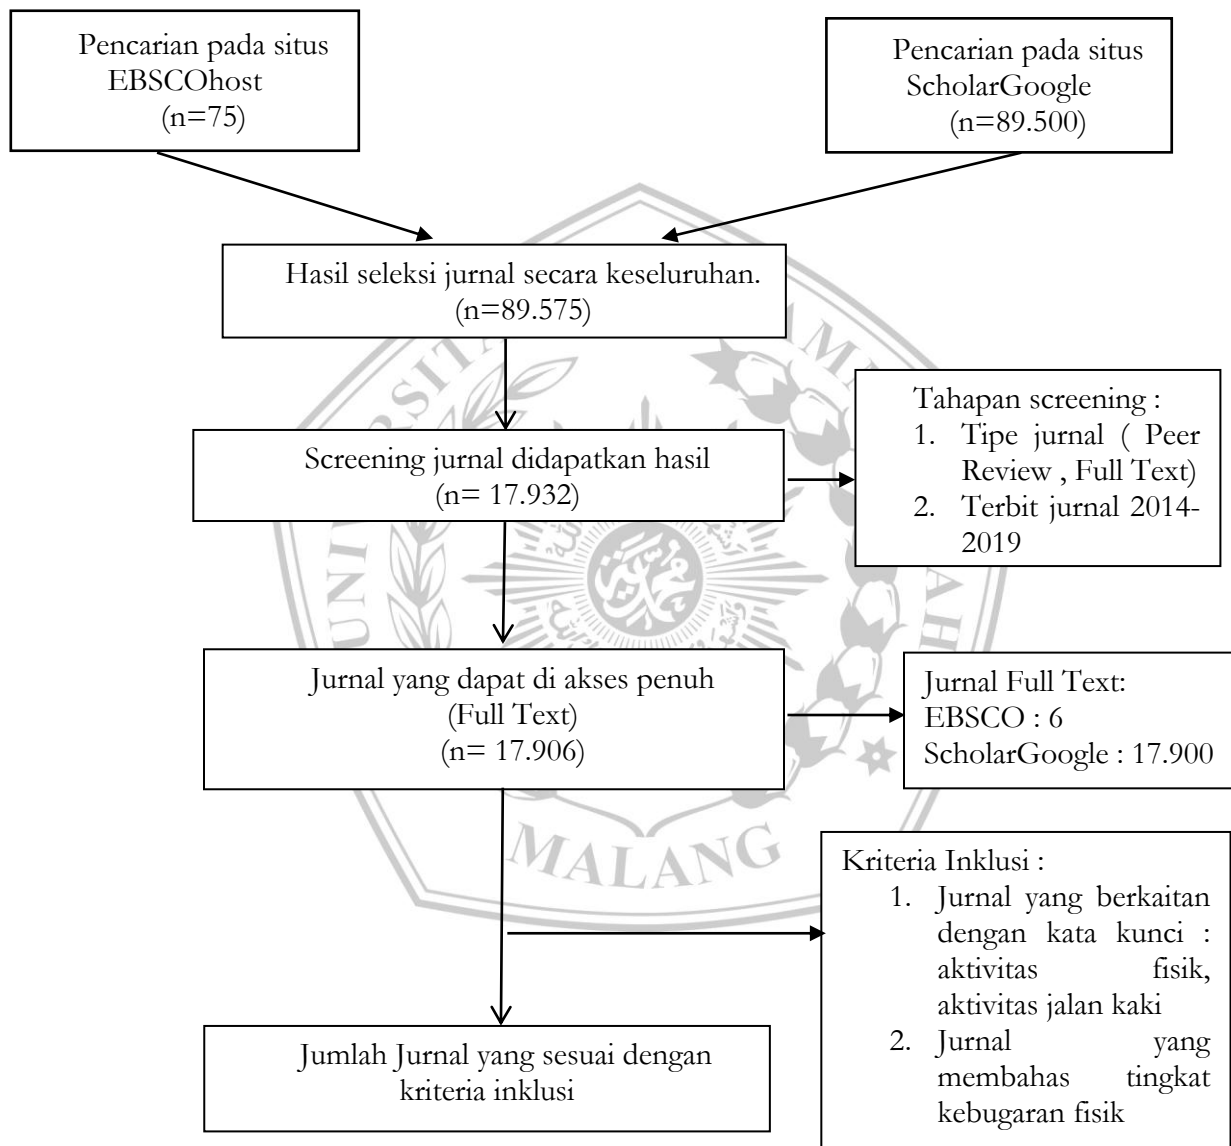 Pencarian pada situs
EBSCOhost
(n=75)
Pencarian pada situs
ScholarGoogle
(n=89.500)
Hasil seleksi jurnal secara keseluruhan.
(n=89.575)
Screening jurnal didapatkan hasil
(n= 17.932)
Tahapan screening :
1. Tipe jurnal ( Peer
Review , Full Text)
2. Terbit jurnal 2014-
2019
Jurnal yang dapat di akses penuh
(Full Text)
(n= 17.906)
Jurnal Full Text:
EBSCO : 6
ScholarGoogle : 17.900
Kriteria Inklusi :
1. Jurnal yang berkaitan
dengan kata kunci :
aktivitas fisik,
aktivitas jalan kaki
2. Jurnal yang
membahas tingkat
kebugaran fisik
Jumlah Jurnal yang sesuai dengan
kriteria inklusi
MALANG